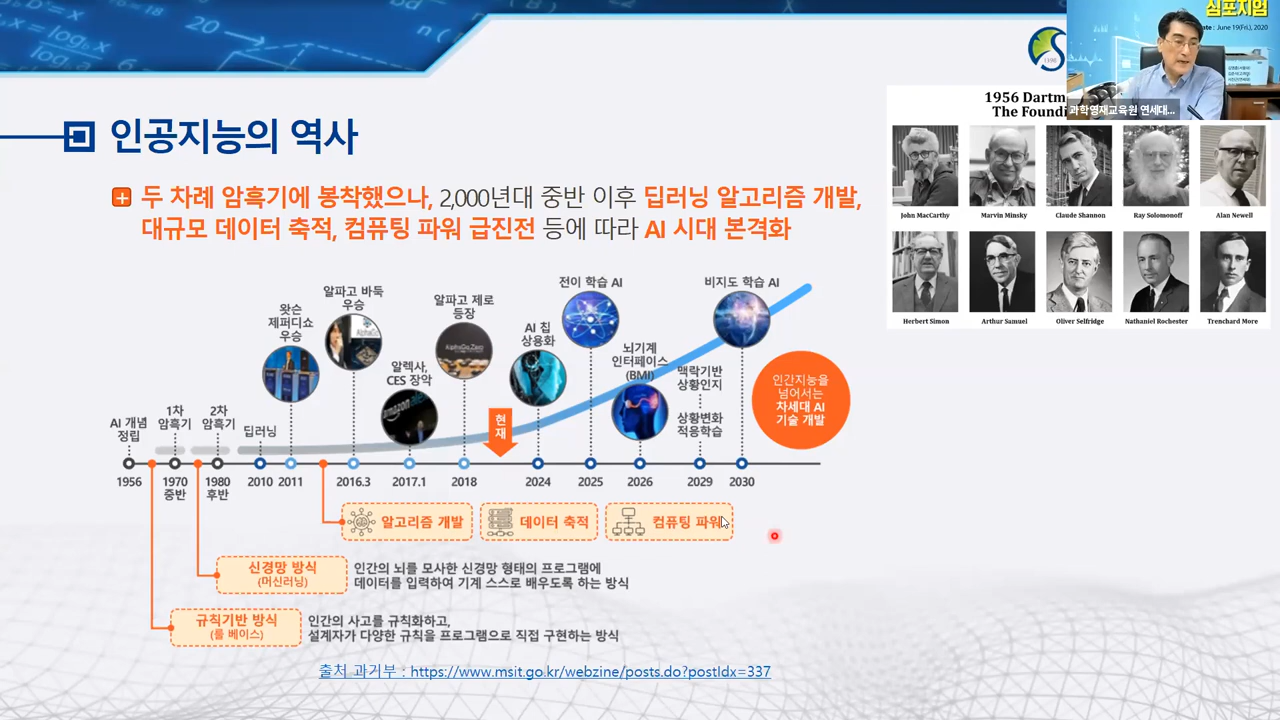 심포지엄
Date : June 19(Fri.), 2020
과학영재교육원 연세대...
1956 Dartm
The Foundi
John MacCarthy
Marvin Minsky
Claude Shannon
Ray Solomonoff
Alan Newell
Herbert Simon
Arthur Samuel
Oliver Selfridge
Nathaniel Rochester
Trenchard More
인공지능의 역사
두 차례 암흑기에 봉착했으나, 2,000년대 중반 이후 딥러닝 알고리즘 개발,
대규모 데이터 축적, 컴퓨팅 파워 급진전 등에 따라 AI 시대 본격화
AI 개념
정립
1차
암흑기
2차
암흑기
딥러닝
왓슨
제퍼디쇼
우승
알파고 바둑
우승
알렉사,
CES 장악
amazon
알파고 제로
등장
AlphaGo Zero
현
재
AI 칩
상용화
전이 학습 AI
뇌기계
인터페이스
(BMI)
맥락기반
상황인지
상황변화
적응학습
비지도 학습 AI
인간지능을
넘어서는
차세대 AI
기술 개발
1956
1970
중반
1980
후반
2010
2011
2016.3
2017.1
2018
2024
2025
2026
2029
2030
알고리즘 개발
데이터 축적
컴퓨팅 파워
신경망 방식
(머신러닝)
인간의 뇌를 모사한 신경망 형태의 프로그램에
데이터를 입력하여 기계 스스로 배우도록 하는 방식
규칙기반 방식
(룰 베이스)
인간의 사고를 규칙화하고,
설계자가 다양한 규칙을 프로그램으로 직접 구현하는 방식
출처 과거부 : https://www.msit.go.kr/webzine/posts.do?postIdx=337